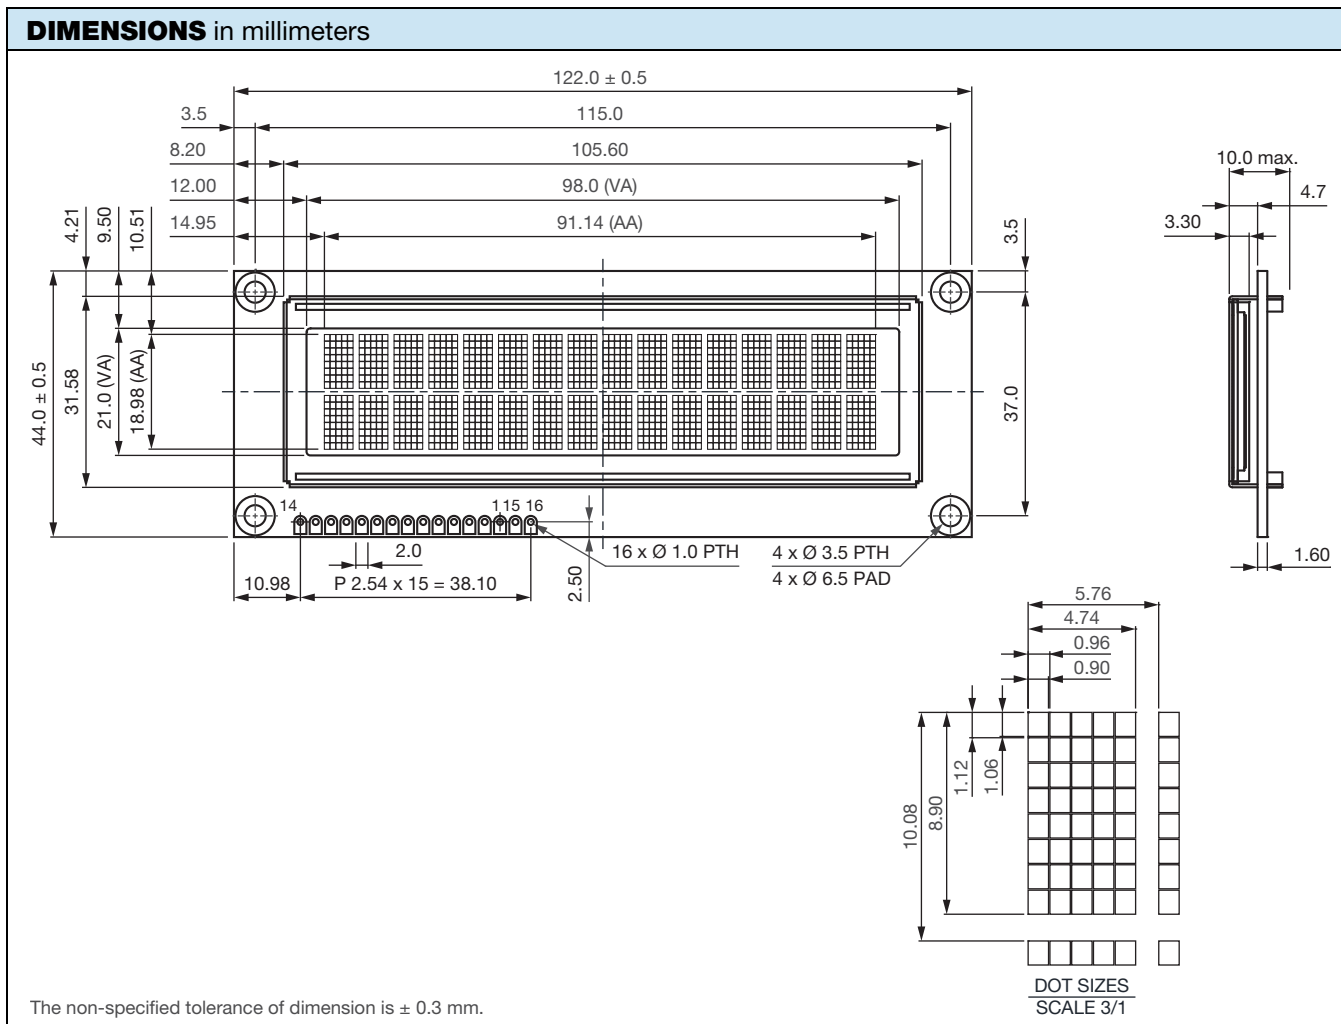 DIMENSIONS in millimeters
122.0 ± 0.5
3.5
115.0
8.20
105.60
12.00
98.0 (VA)
14.95
91.14 (AA)
4.21
9.50
10.51
3.5
10.0 max.
4.7
3.30
44.0 ± 0.5
31.58
21.0 (VA)
18.98 (AA)
37.0
14
1 15 16
2.0
16 x Ø 1.0 PTH
4 x Ø 3.5 PTH
4 x Ø 6.5 PAD
10.98
P 2.54 x 15 = 38.10
2.50
1.60
5.76
4.74
0.96
0.90
1.12
1.06
10.08
8.90
DOT SIZES
SCALE 3/1
The non-specified tolerance of dimension is ± 0.3 mm.